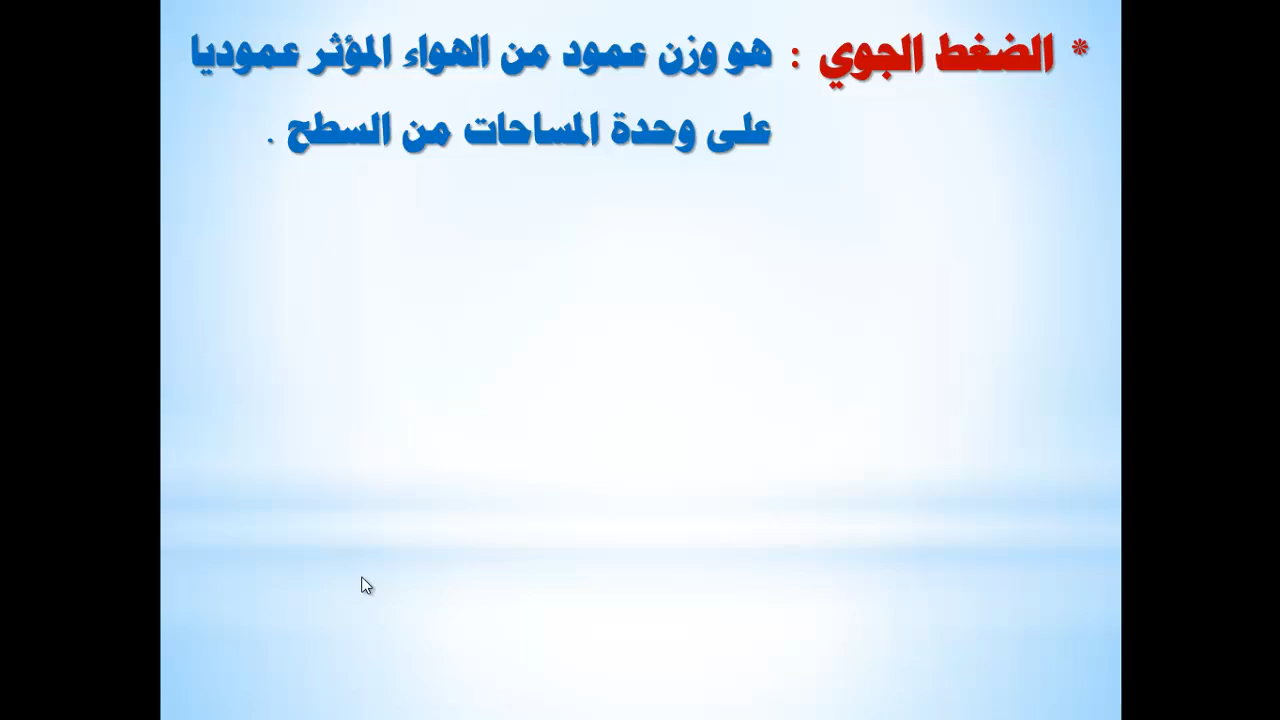 * الضغط الجوي : هو وزن عمود من الهواء المؤثر عموديا
على وحدة المساحات من السطح .